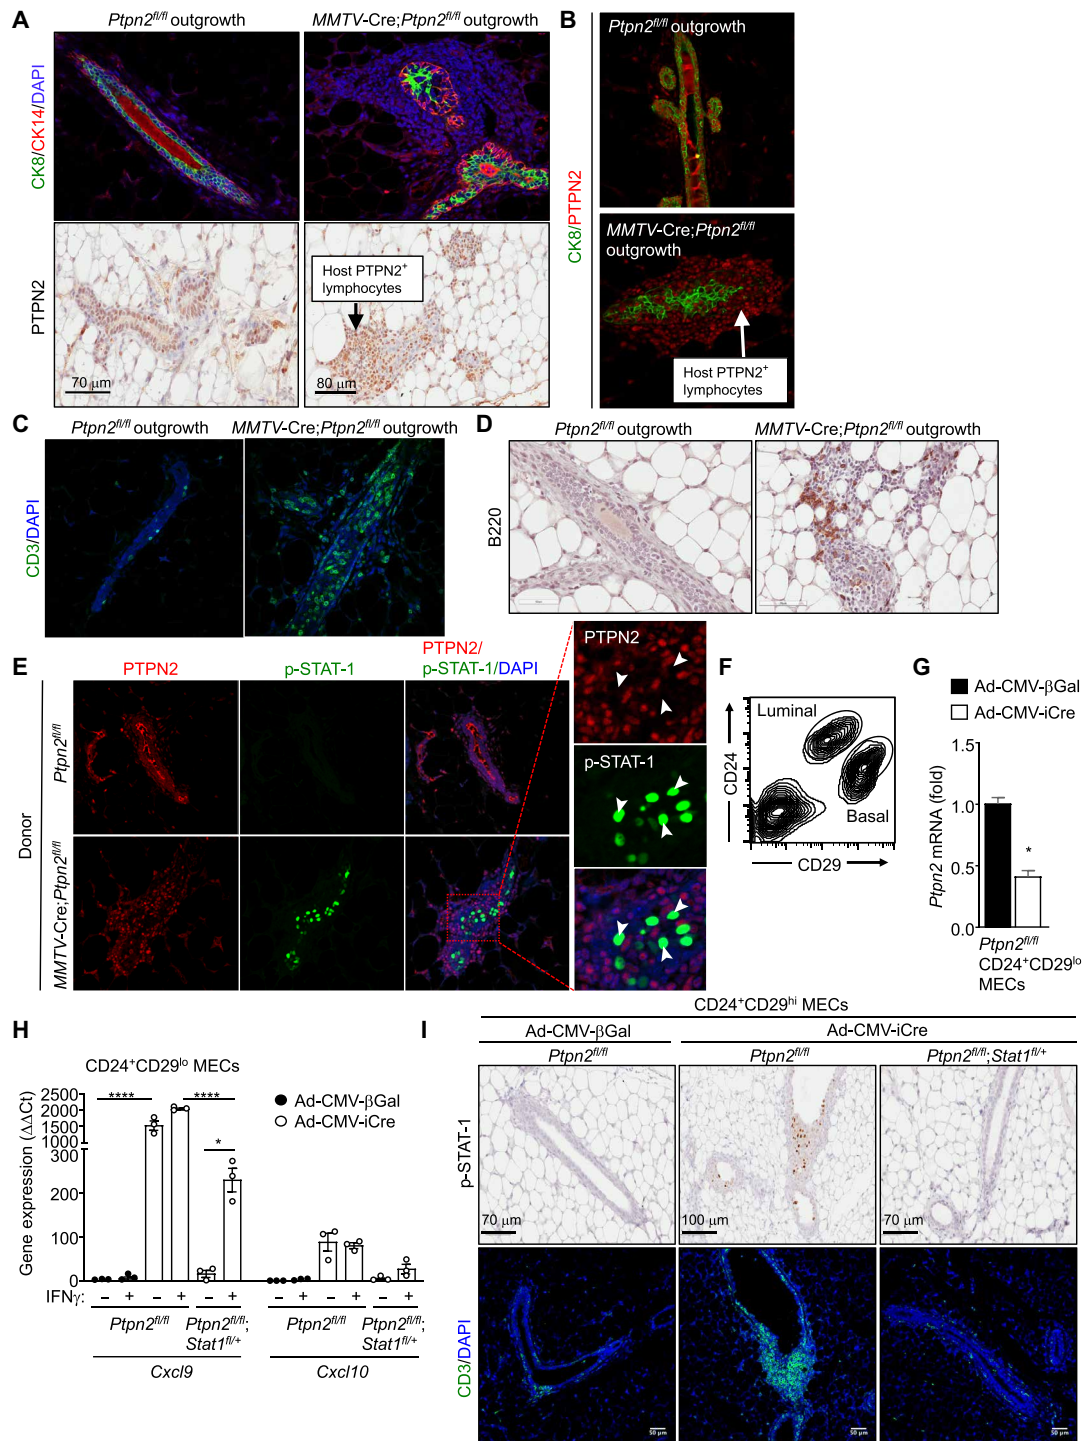 A
Ptpn2fl/fl outgrowth
MMTV-Cre;Ptpn2fl/fl outgrowth
CK8/CK14/DAPI
PTPN2
Host PTPN2+
lymphocytes
70 μm
80 μm
B
Ptpn2fl/fl outgrowth
MMTV-Cre;Ptpn2fl/fl
outgrowth
CK8/PTPN2
Host PTPN2+
lymphocytes
C
Ptpn2fl/fl outgrowth
MMTV-Cre;Ptpn2fl/fl outgrowth
CD3/DAPI
D
Ptpn2fl/fl outgrowth
MMTV-Cre;Ptpn2fl/fl outgrowth
B220
E
PTPN2
p-STAT-1
PTPN2/
p-STAT-1/DAPI
Donor
Ptpn2fl/fl
MMTV-Cre;Ptpn2fl/fl
PTPN2
p-STAT-1
F
Luminal
Basal
CD24
CD29
G
Ad-CMV-βGal
Ad-CMV-iCre
Ptpn2 mRNA (fold)
1.5
1.0
0.5
0.0
*
Ptpn2fl/fl
CD24+CD29lo
MECs
H
CD24+CD29lo MECs
Gene expression (ΔΔCt)
2500
2000
1500
1000
300
200
100
0
****
****
*
Ad-CMV-βGal
Ad-CMV-iCre
IFNγ: – + – + – + – + – + – +
Ptpn2fl/fl
Ptpn2fl/fl;
Stat1fl/+
Ptpn2fl/fl
Ptpn2fl/fl;
Stat1fl/+
Cxcl9
Cxcl10
I
CD24+CD29hi MECs
Ad-CMV-βGal
Ad-CMV-iCre
Ptpn2fl/fl
Ptpn2fl/fl
Ptpn2fl/fl;Stat1fl/+
p-STAT-1
70 μm
100 μm
70 μm
CD3/DAPI
50 μm
50 μm
50 μm